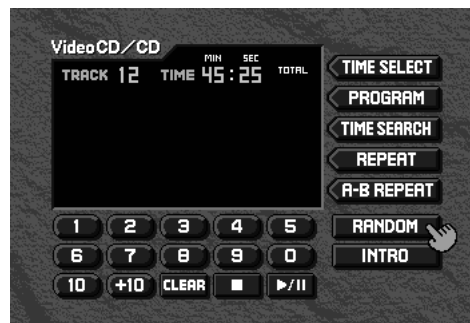 VideoCD/CD
MIN SEC
TRACK 12 TIME 45:25 TOTAL
TIME SELECT
PROGRAM
TIME SEARCH
REPEAT
A-B REPEAT
1 2 3 4 5 RANDOM
6 7 8 9 0 INTRO
10 +10 CLEAR ■ ▶/II